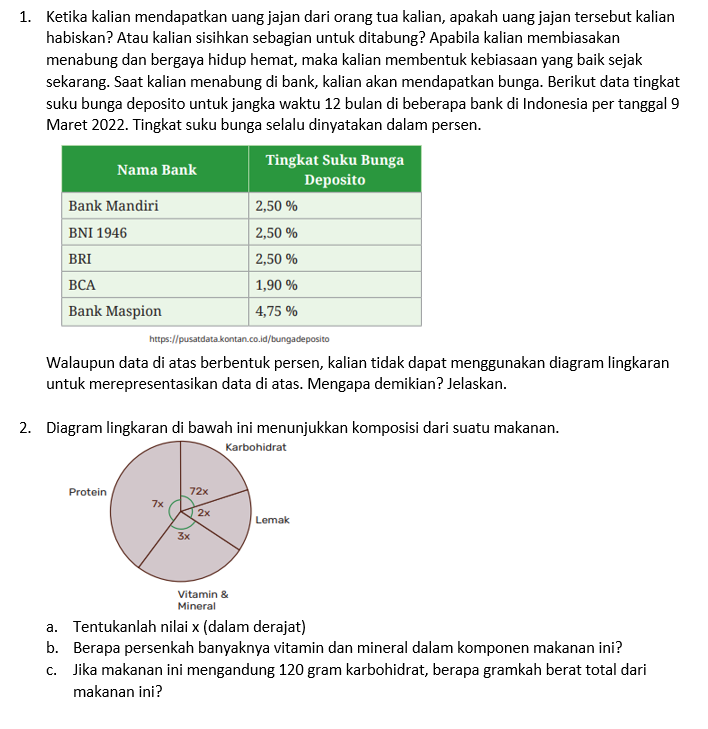 1. Ketika kalian mendapatkan uang jajan dari orang tua kalian, apakah uang jajan tersebut kalian
habiskan? Atau kalian sisihkan sebagian untuk ditabung? Apabila kalian membiasakan
menabung dan bergaya hidup hemat, maka kalian membentuk kebiasaan yang baik sejak
sekarang. Saat kalian menabung di bank, kalian akan mendapatkan bunga. Berikut data tingkat
suku bunga deposito untuk jangka waktu 12 bulan di beberapa bank di Indonesia per tanggal 9
Maret 2022. Tingkat suku bunga selalu dinyatakan dalam persen.
Nama Bank
Tingkat Suku Bunga
Deposito
Bank Mandiri 2,50 %
BNI 1946 2,50 %
BRI 2,50 %
BCA 1,90 %
Bank Maspion 4,75 %
https://pusatdata.kontan.co.id/bungadeposito
Walaupun data di atas berbentuk persen, kalian tidak dapat menggunakan diagram lingkaran
untuk merepresentasikan data di atas. Mengapa demikian? Jelaskan.
2. Diagram lingkaran di bawah ini menunjukkan komposisi dari suatu makanan.
Karbohidrat
Protein
72x
7x
2x
Lemak
3x
Vitamin &
Mineral
a. Tentukanlah nilai x (dalam derajat)
b. Berapa persenkah banyaknya vitamin dan mineral dalam komponen makanan ini?
c. Jika makanan ini mengandung 120 gram karbohidrat, berapa gramkah berat total dari
makanan ini?